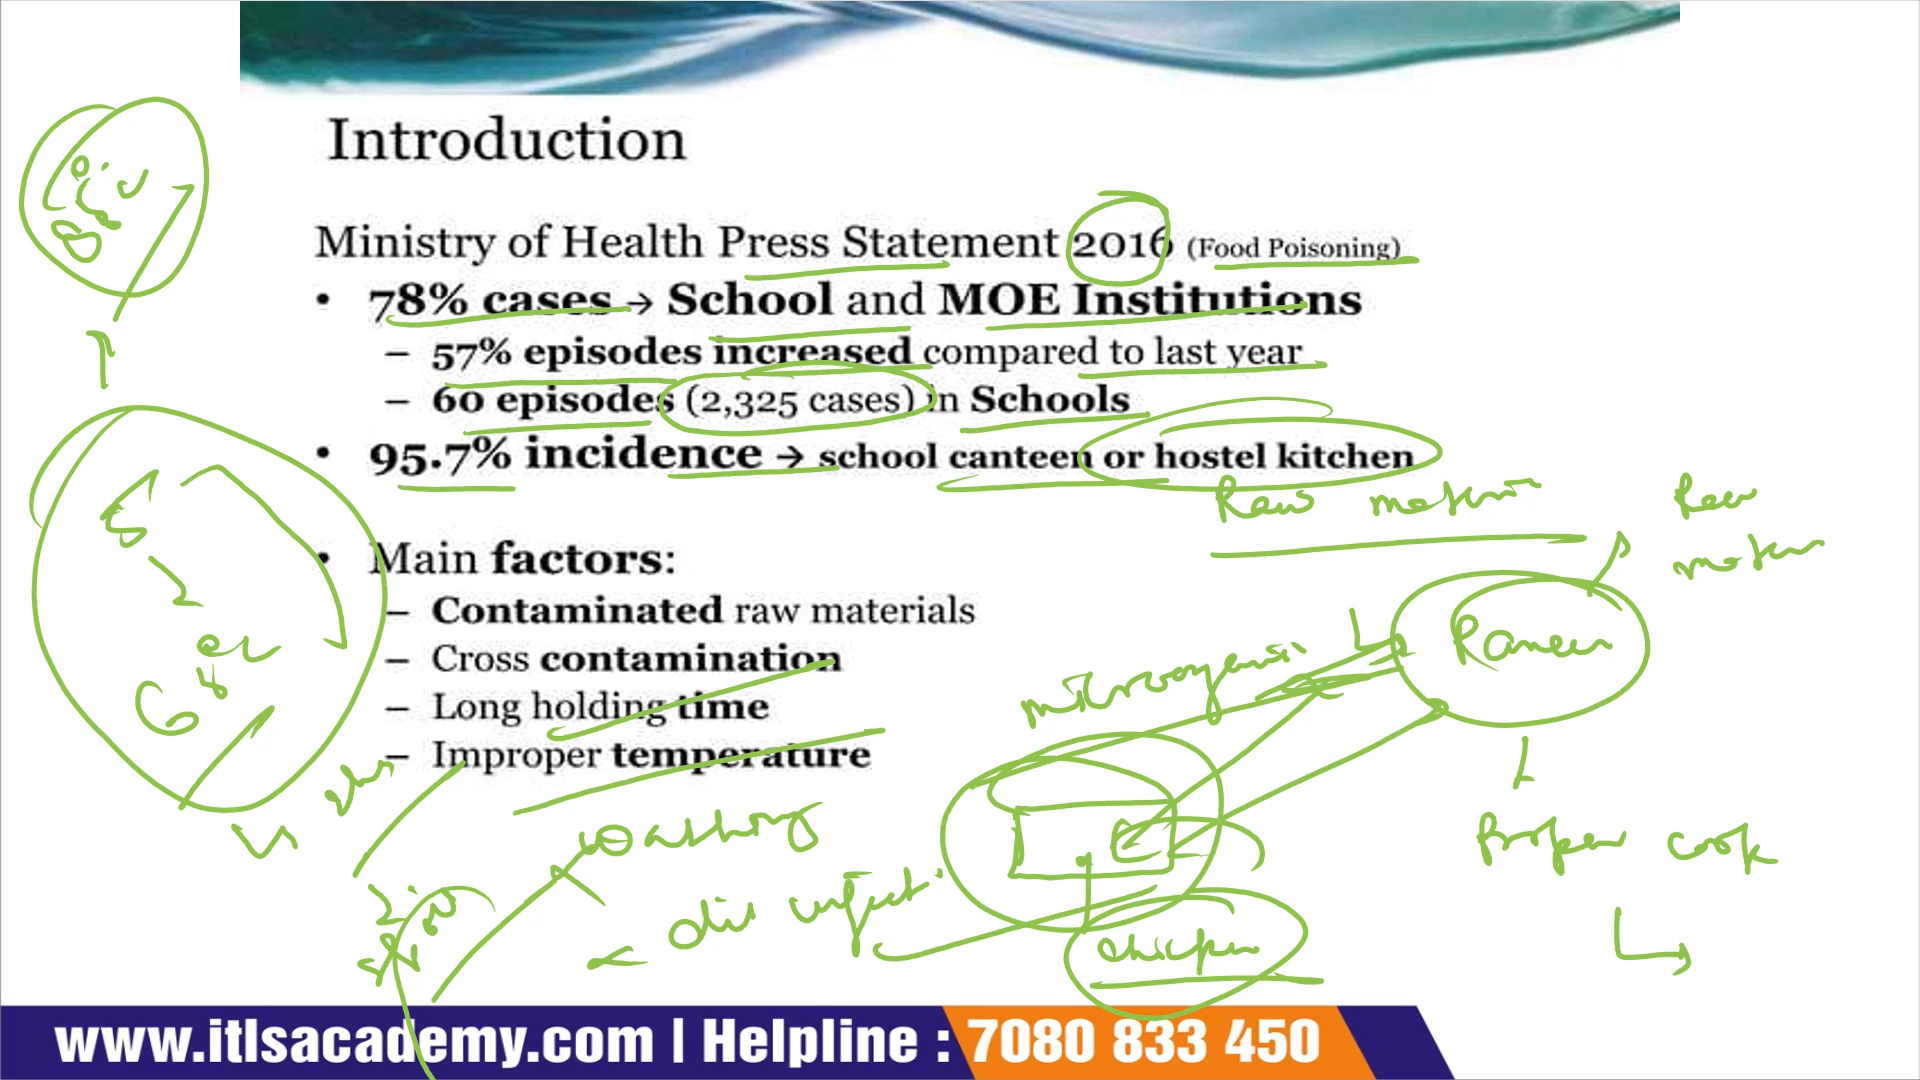 Introduction
Ministry of Health Press Statement 2016 (Food Poisoning)
• 78% cases → School and MOE Institutions
– 57% episodes increased compared to last year
– 60 episodes (2,325 cases) in Schools
• 95.7% incidence → school canteen or hostel kitchen
Raw
Raw
• Main factors:
– Contaminated raw materials
– Cross contamination
– Long holding time
– Improper temperature
Paneer
washing
Proper cook
chicken
www.itlsacademy.com | Helpline : 7080 833 450